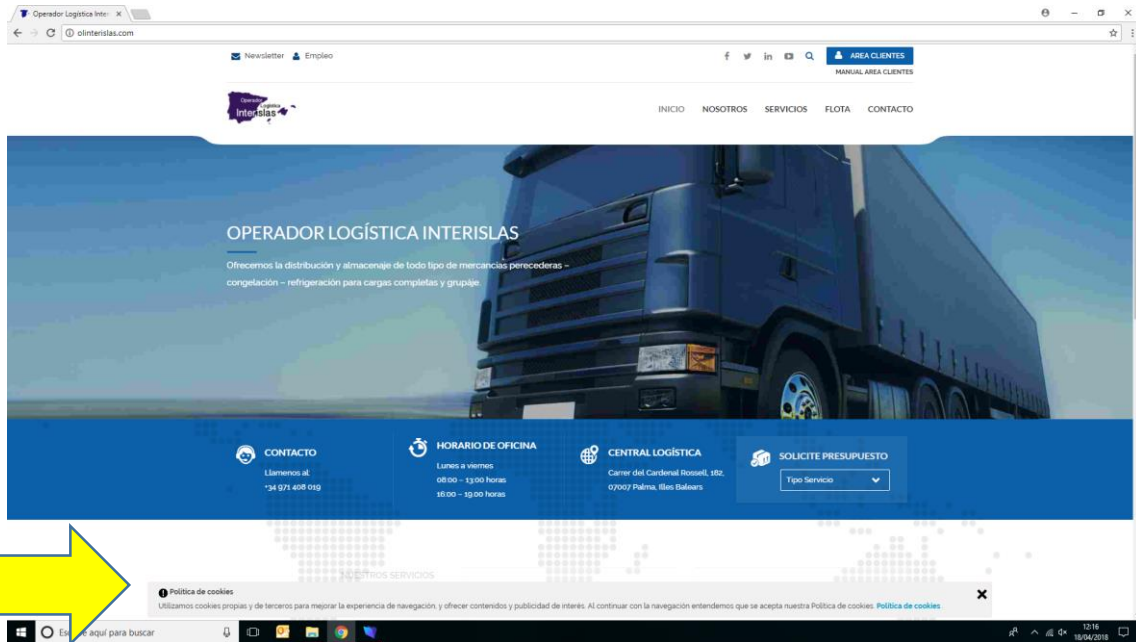 Operador Logística Inter
olinterislas.com
Newsletter Empleo
AREA CLIENTES
MANUAL AREA CLIENTES
Operador
Logística
Interislas
INICIO NOSOTROS SERVICIOS FLOTA CONTACTO
OPERADOR LOGÍSTICA INTERISLAS
Ofrecemos la distribución y almacenaje de todo tipo de mercancías perecederas –
congelación – refrigeración para cargas completas y grupaje.
CONTACTO
Llamenos al:
+34 971 408 019
HORARIO DE OFICINA
Lunes a viernes
08:00 – 13:00 horas
16:00 – 19:00 horas
CENTRAL LOGÍSTICA
Carrer del Cardenal Rossell, 182,
07007 Palma, Illes Balears
SOLICITE PRESUPUESTO
Tipo Servicio
NUESTROS SERVICIOS
Política de cookies
Utilizamos cookies propias y de terceros para mejorar la experiencia de navegación, y ofrecer contenidos y publicidad de interés. Al continuar con la navegación entendemos que se acepta nuestra Política de cookies. Política de cookies
aquí para buscar
12:16
18/04/2018